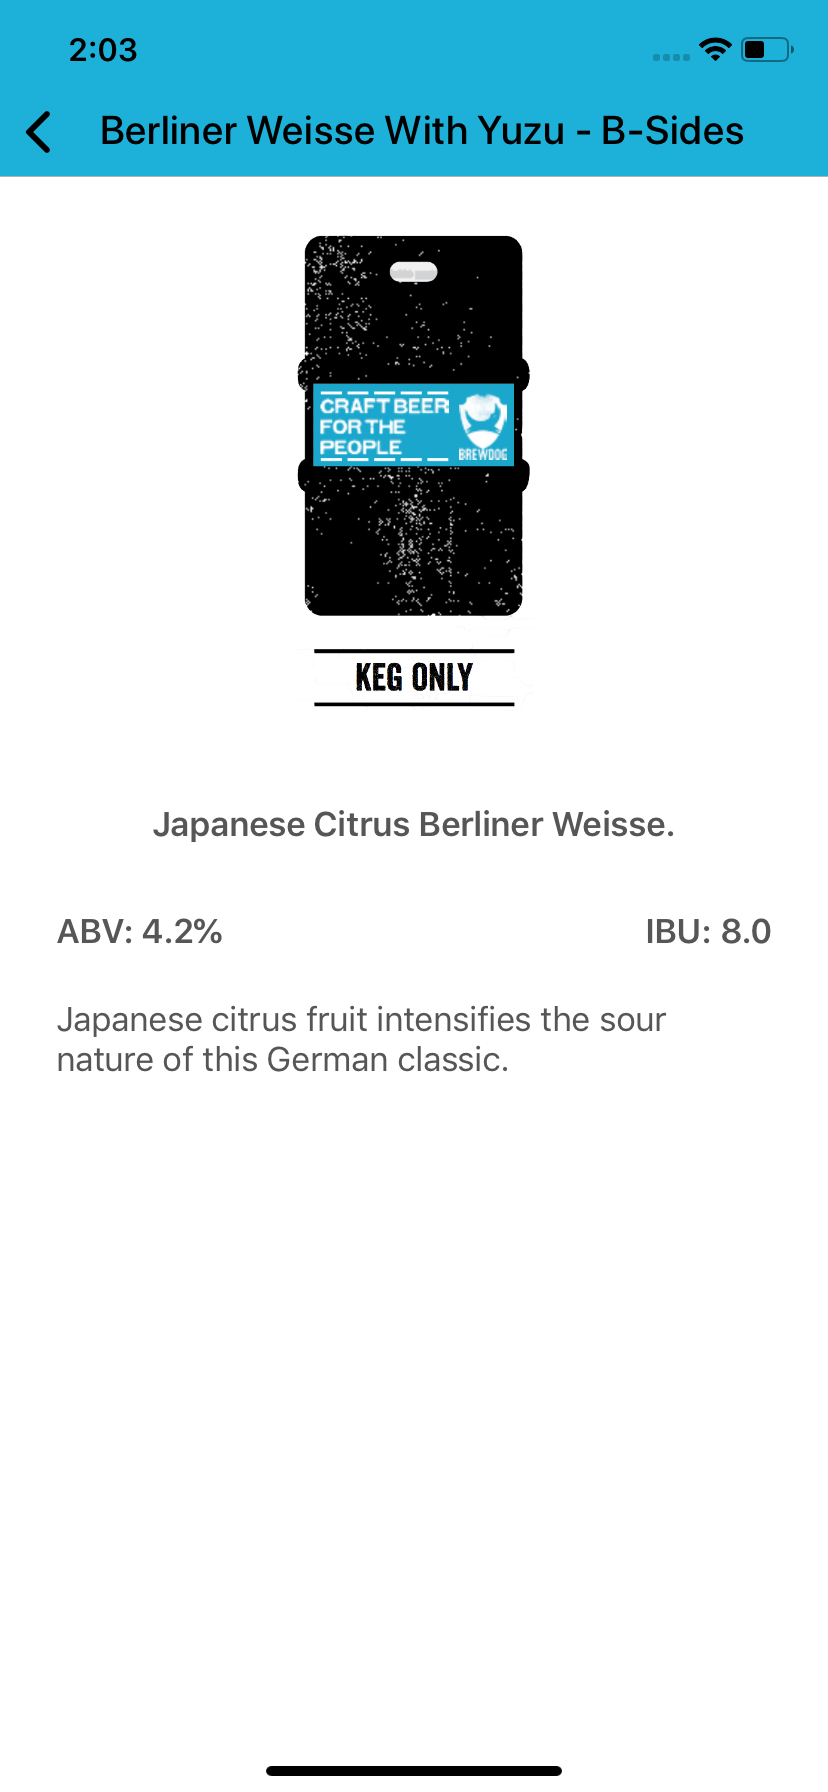 2:03
Berliner Weisse With Yuzu - B-Sides
CRAFT BEER
FOR THE
PEOPLE
BREWDOG
KEG ONLY
Japanese Citrus Berliner Weisse.
ABV: 4.2%
IBU: 8.0
Japanese citrus fruit intensifies the sour
nature of this German classic.